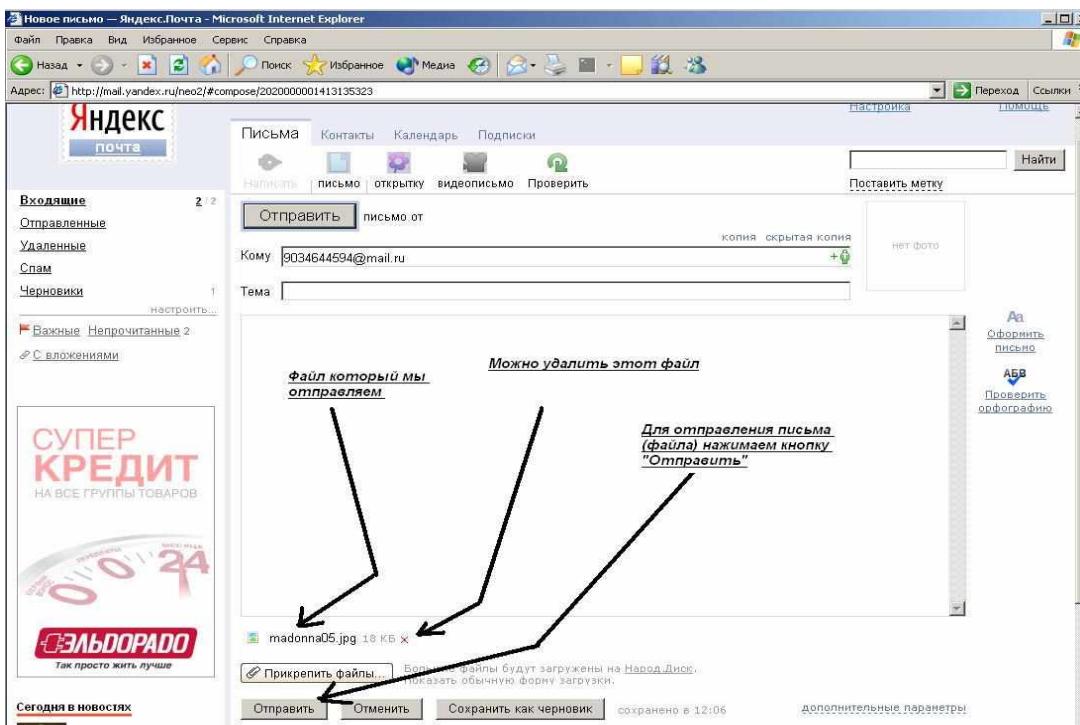 Новое письмо — Яндекс.Почта - Microsoft Internet Explorer
Файл Правка Вид Избранное Сервис Справка
Назад Поиск Избранное Медиа
Адрес: http://mail.yandex.ru/neo2/#compose/2020000001413135323 Переход Ссылки
Яндекс
почта
Настройка Помощь
Письма Контакты Календарь Подписки
Найти
Написать письмо открытку видеописьмо Проверить
Поставить метку
Входящие 2 / 2
Отправленные
Удаленные
Спам
Черновики 1
настроить...
Важные Непрочитанные 2
С вложениями
Отправить письмо от
копия скрытая копия
Кому 9034644594@mail.ru
нет фото
Тема
Aa
Оформить
письмо
АБВ
Проверить
орфографию
Файл который мы
отправляем
Можно удалить этот файл
Для отправления письма
(файла) нажимаем кнопку
"Отправить"
СУПЕР
КРЕДИТ
НА ВСЕ ГРУППЫ ТОВАРОВ
0 0 24
ЭЛЬДОРАДО
Так просто жить лучше
Сегодня в новостях
madonna05.jpg 18 КБ x
Прикрепить файлы...
Большие файлы будут загружены на Народ.Диск.
Показать обычную форму загрузки.
Отправить Отменить Сохранить как черновик сохранено в 12:06 дополнительные параметры